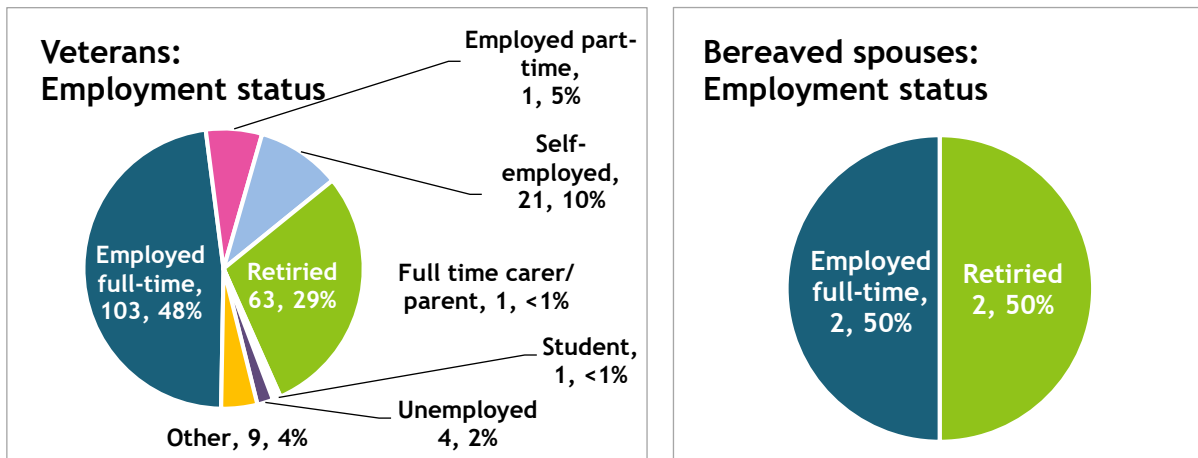 Veterans:
Employment status
Employed part-
time,
1, 5%
Self-
employed,
21, 10%
Employed
full-time,
103, 48%
Retiried
63, 29%
Full time carer/
parent, 1, <1%
Student,
1, <1%
Unemployed
4, 2%
Other, 9, 4%
Bereaved spouses:
Employment status
Employed
full-time,
2, 50%
Retiried
2, 50%